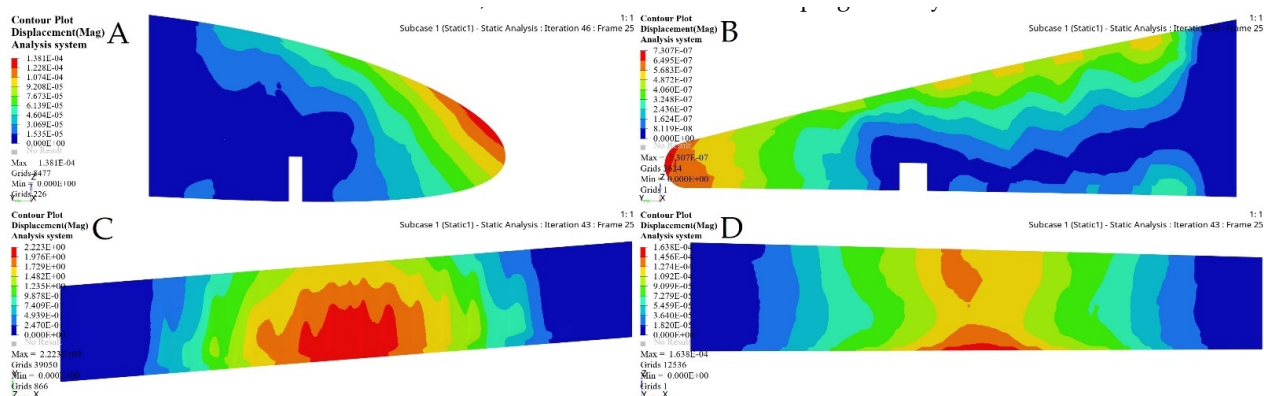 Contour Plot
Displacement(Mag)
Analysis system
A
1: 1
Subcase 1 (Static1) - Static Analysis : Iteration 46 : Frame 25
1.381E-04
1.228E-04
1.074E-04
9.208E-05
7.673E-05
6.139E-05
4.604E-05
3.069E-05
1.535E-05
0.000E+00
No Result
Max = 1.381E-04
Grids 8477
Min = 0.000E+00
Grids 226
Z
Y X
Contour Plot
Displacement(Mag)
Analysis system
B
1: 1
Subcase 1 (Static1) - Static Analysis : Iteration : Frame 25
7.307E-07
6.495E-07
5.683E-07
4.872E-07
4.060E-07
3.248E-07
2.436E-07
1.624E-07
8.119E-08
0.000E+00
No Result
Max = 7.307E-07
Grids 3624
Min = 0.000E+00
Grids 1
Z
Y X
Contour Plot
Displacement(Mag)
Analysis system
C
1: 1
Subcase 1 (Static1) - Static Analysis : Iteration 43 : Frame 25
2.223E+00
1.976E+00
1.729E+00
1.482E+00
1.235E+00
9.878E-0
7.409E-0
4.939E-0
2.470E-0
0.000E+0
No Result
Max = 2.223E+00
Grids 39050
Min = 0.000E+00
Grids 866
Y
Z X
Contour Plot
Displacement(Mag)
Analysis system
D
1: 1
Subcase 1 (Static1) - Static Analysis : Iteration 43 : Frame 25
1.638E-04
1.456E-04
1.274E-04
1.092E-04
9.099E-05
7.279E-05
5.459E-05
3.640E-05
1.820E-05
0.000E+00
No Result
Max = 1.638E-04
Grids 12536
Min = 0.000E+00
Grids 1
Z
Y X X